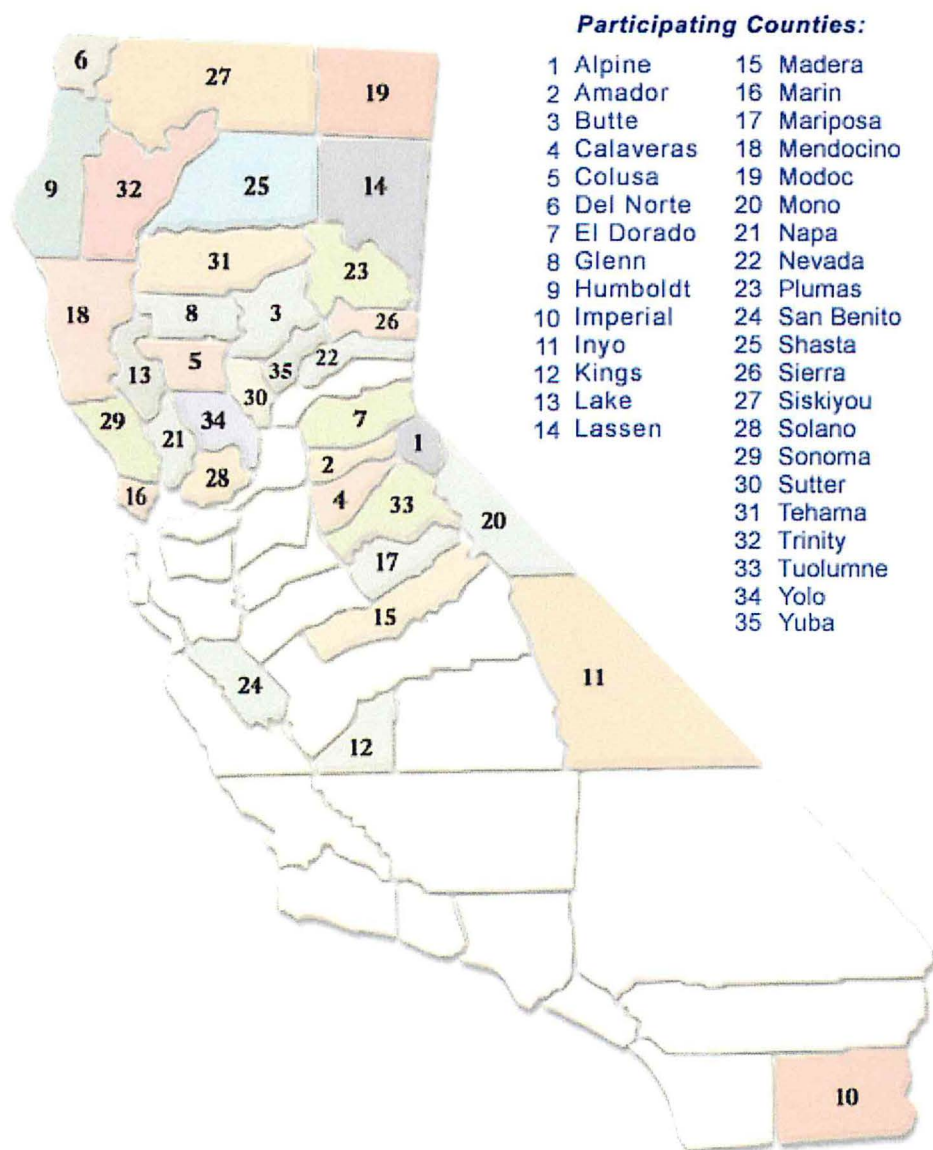 Participating Counties:
1 Alpine
2 Amador
3 Butte
4 Calaveras
5 Colusa
6 Del Norte
7 El Dorado
8 Glenn
9 Humboldt
10 Imperial
11 Inyo
12 Kings
13 Lake
14 Lassen
15 Madera
16 Marin
17 Mariposa
18 Mendocino
19 Modoc
20 Mono
21 Napa
22 Nevada
23 Plumas
24 San Benito
25 Shasta
26 Sierra
27 Siskiyou
28 Solano
29 Sonoma
30 Sutter
31 Tehama
32 Trinity
33 Tuolumne
34 Yolo
35 Yuba
6
27
19
9
32
25
14
31
23
18
8
3
26
13
5
35
22
30
29
34
7
21
1
2
28
16
4
33
20
17
15
24
11
12
10